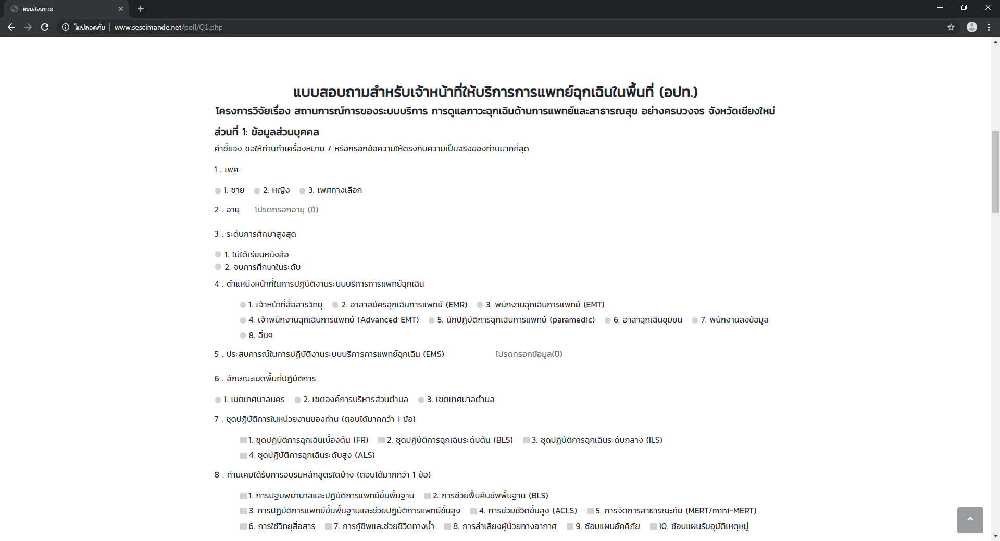 แบบสอบถาม
ไม่ปลอดภัย www.sescimande.net/poll/Q1.php
แบบสอบถามสำหรับเจ้าหน้าที่ให้บริการการแพทย์ฉุกเฉินในพื้นที่ (อปท.)
โครงการวิจัยเรื่อง สถานการณ์การของระบบบริการ การดูแลภาวะฉุกเฉินด้านการแพทย์และสาธารณสุข อย่างครบวงจร จังหวัดเชียงใหม่
ส่วนที่ 1: ข้อมูลส่วนบุคคล
คำชี้แจง ขอให้ท่านทำเครื่องหมาย / หรือกรอกข้อความให้ตรงกับความเป็นจริงของท่านมากที่สุด
1 . เพศ
1. ชาย 2. หญิง 3. เพศทางเลือก
2 . อายุ โปรดกรอกอายุ (ปี)
3 . ระดับการศึกษาสูงสุด
1. ไม่ได้เรียนหนังสือ
2. จบการศึกษาในระดับ
4 . ตำแหน่งหน้าที่ในการปฏิบัติงานระบบบริการการแพทย์ฉุกเฉิน
1. เจ้าหน้าที่สื่อสารวิทยุ 2. อาสาสมัครฉุกเฉินการแพทย์ (EMR) 3. พนักงานฉุกเฉินการแพทย์ (EMT)
4. เจ้าพนักงานฉุกเฉินการแพทย์ (Advanced EMT) 5. นักปฏิบัติการฉุกเฉินการแพทย์ (paramedic) 6. อาสาฉุกเฉินชุมชน 7. พนักงานลงข้อมูล
8. อื่นๆ
5 . ประสบการณ์ในการปฏิบัติงานระบบบริการการแพทย์ฉุกเฉิน (EMS) โปรดกรอกข้อมูล(ปี)
6 . ลักษณะเขตพื้นที่ปฏิบัติการ
1. เขตเทศบาลนคร 2. เขตองค์การบริหารส่วนตำบล 3. เขตเทศบาลตำบล
7 . ชุดปฏิบัติการในหน่วยงานของท่าน (ตอบได้มากกว่า 1 ข้อ)
1. ชุดปฏิบัติการฉุกเฉินเบื้องต้น (FR) 2. ชุดปฏิบัติการฉุกเฉินระดับต้น (BLS) 3. ชุดปฏิบัติการฉุกเฉินระดับกลาง (ILS)
4. ชุดปฏิบัติการฉุกเฉินระดับสูง (ALS)
8 . ท่านเคยได้รับการอบรมหลักสูตรใดบ้าง (ตอบได้มากกว่า 1 ข้อ)
1. การปฐมพยาบาลและปฏิบัติการแพทย์ขั้นพื้นฐาน 2. การช่วยฟื้นคืนชีพพื้นฐาน (BLS)
3. การปฏิบัติการแพทย์ขั้นพื้นฐานและช่วยปฏิบัติการแพทย์ขั้นสูง 4. การช่วยชีวิตขั้นสูง (ACLS) 5. การจัดการสาธารณะภัย (MERT/mini-MERT)
6. การใช้วิทยุสื่อสาร 7. การกู้ชีพและช่วยชีวิตทางน้ำ 8. การลำเลียงผู้ป่วยทางอากาศ 9. ซ้อมแผนอัคคีภัย 10. ซ้อมแผนรับอุบัติเหตุหมู่